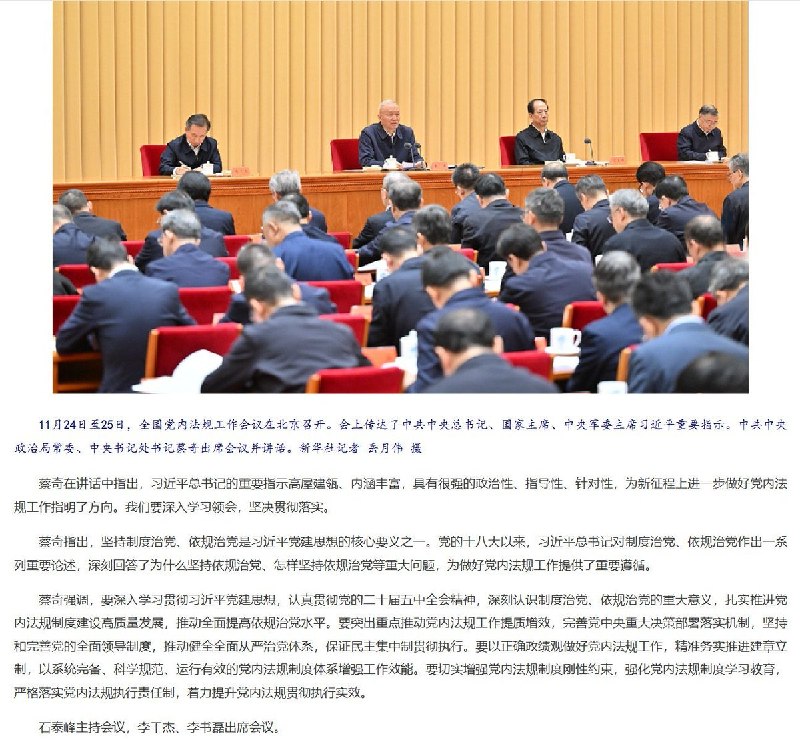 11月24日至25日，全国党内法规工作会议在北京召开。会上传达了中共中央总书记、国家主席、中央军委主席习近平重要指示。中共中央
政治局常委、中央书记处书记蔡奇出席会议并讲话。新华社记者 岳月伟 摄
蔡奇在讲话中指出，习近平总书记的重要指示高屋建瓴、内涵丰富，具有很强的政治性、指导性、针对性，为新征程上进一步做好党内法
规工作指明了方向。我们要深入学习领会，坚决贯彻落实。
蔡奇指出，坚持制度治党、依规治党是习近平党建思想的核心要义之一。党的十八大以来，习近平总书记对制度治党、依规治党作出一系
列重要论述，深刻回答了为什么坚持依规治党、怎样坚持依规治党等重大问题，为做好党内法规工作提供了重要遵循。
蔡奇强调，要深入学习贯彻习近平党建思想，认真贯彻党的二十届五中全会精神，深刻认识制度治党、依规治党的重大意义，扎实推进党
内法规制度建设高质量发展，推动全面提高依规治党水平。要突出重点推动党内法规工作提质增效，完善党中央重大决策部署落实机制，坚持
和完善党的全面领导制度，推动健全全面从严治党体系，保证民主集中制贯彻执行。要以正确政绩观做好党内法规工作，精准务实推进建章立
制，以系统完备、科学规范、运行有效的党内法规制度体系增强工作效能。要切实增强党内法规制度刚性约束，强化党内法规制度学习教育，
严格落实党内法规执行责任制，着力提升党内法规贯彻执行实效。
石泰峰主持会议，李干杰、李书磊出席会议。